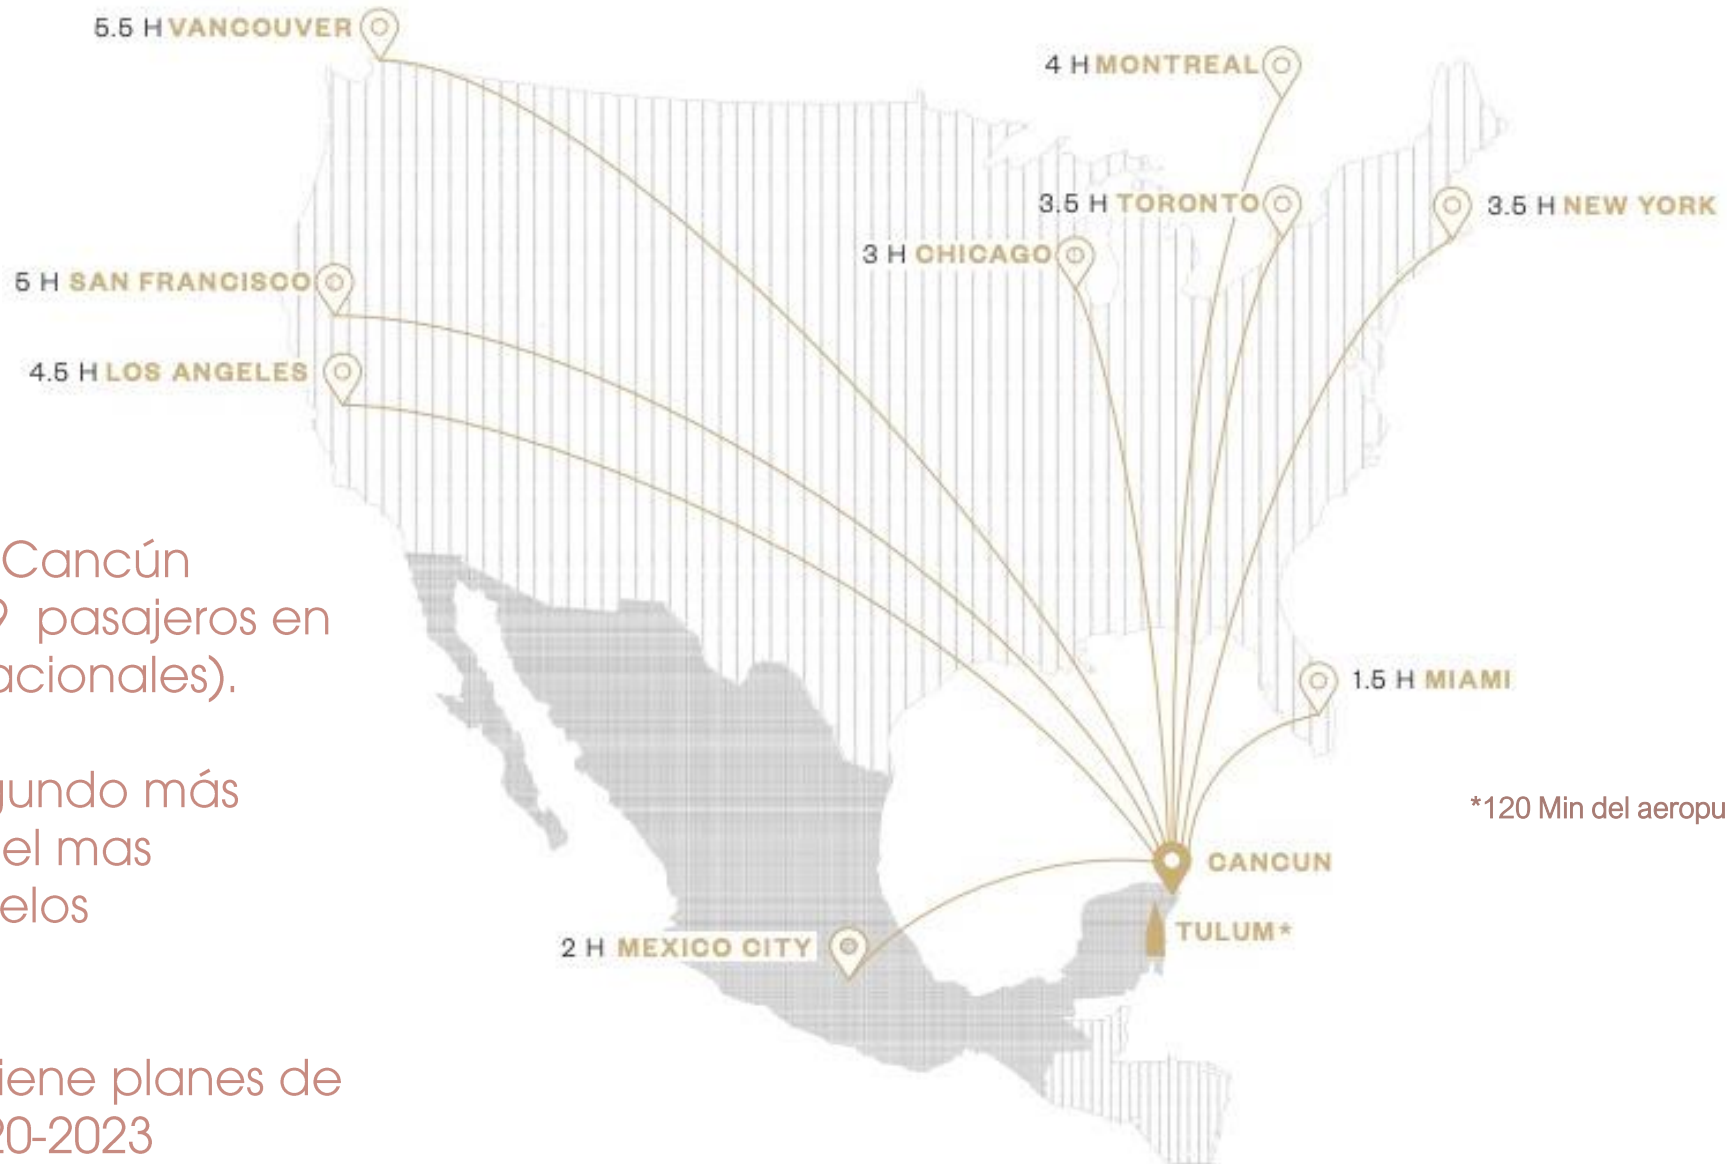 5.5 H VANCOUVER
4 H MONTREAL
3.5 H TORONTO
3.5 H NEW YORK
3 H CHICAGO
5 H SAN FRANCISCO
4.5 H LOS ANGELES
Cancún
9 pasajeros en
acionales).
1.5 H MIAMI
gundo más
el mas
elos
*120 Min del aeropu
CANCUN
TULUM*
2 H MEXICO CITY
iene planes de
20-2023